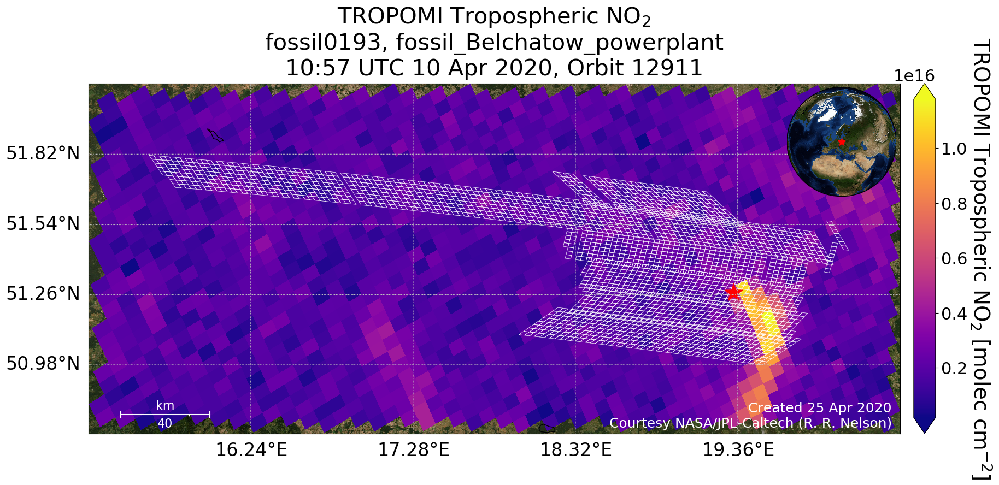 TROPOMI Tropospheric NO₂
fossil0193, fossil_Belchatow_powerplant
10:57 UTC 10 Apr 2020, Orbit 12911
1e16
51.82°N
51.54°N
51.26°N
50.98°N
16.24°E
17.28°E
18.32°E
19.36°E
km
40
Created 25 Apr 2020
Courtesy NASA/JPL-Caltech (R. R. Nelson)
1.0
0.8
0.6
0.4
0.2
TROPOMI Tropospheric NO₂ [molec cm⁻²]